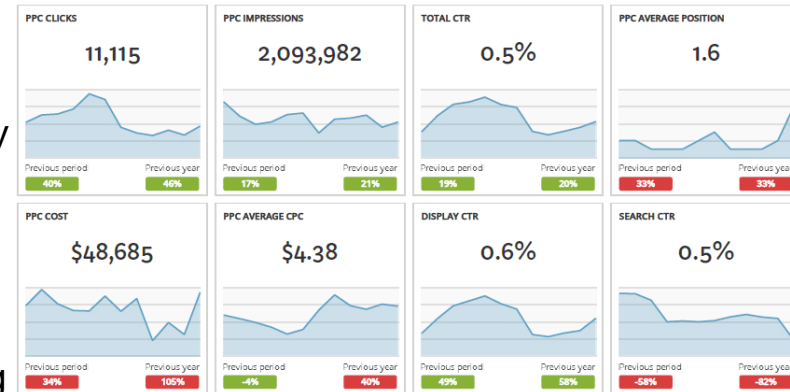 PPC CLICKS
11,115
Previous period Previous year
40% 46%
PPC IMPRESSIONS
2,093,982
Previous period Previous year
17% 21%
TOTAL CTR
0.5%
Previous period Previous year
19% 20%
PPC AVERAGE POSITION
1.6
Previous period Previous yea
33% 33%
y
PPC COST
$48,685
Previous period Previous year
34% 105%
PPC AVERAGE CPC
$4.38
Previous period Previous year
-4% 40%
DISPLAY CTR
0.6%
Previous period Previous year
49% 58%
SEARCH CTR
0.5%
Previous period Previous yea
-58% -82%
g